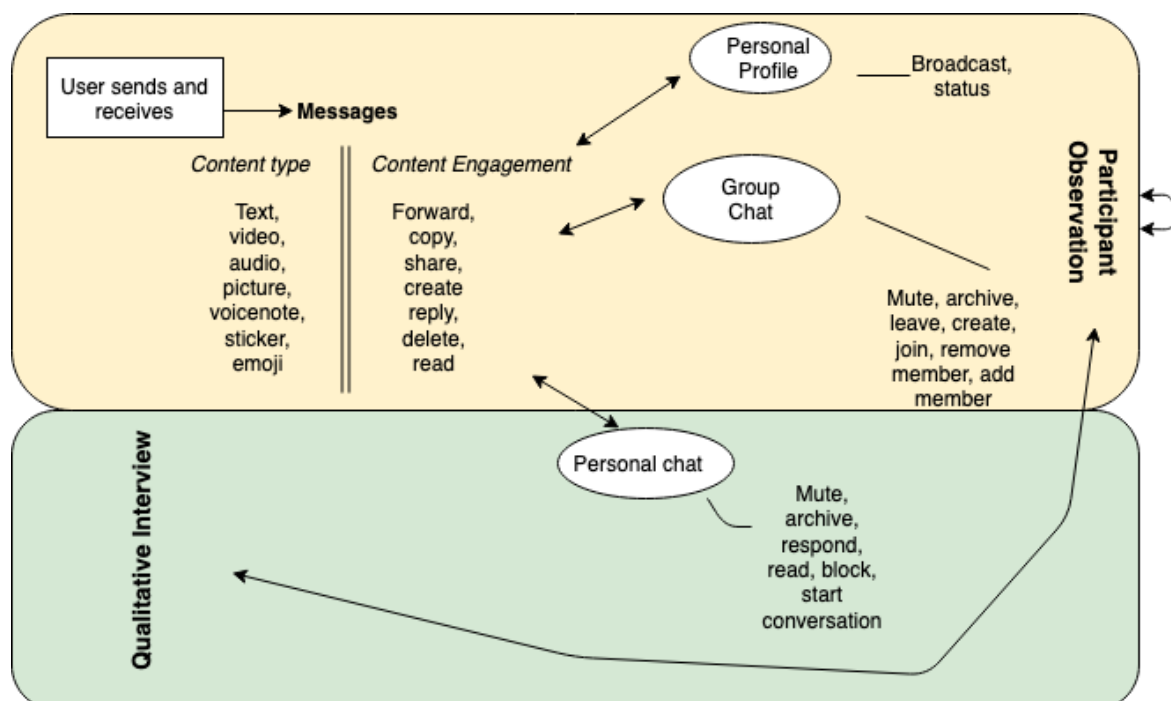 User sends and
receives
Messages
Personal
Profile
Broadcast,
status
Content type
Content Engagement
Text,
video,
audio,
picture,
voicenote,
sticker,
emoji
Forward,
copy,
share,
create
reply,
delete,
read
Group
Chat
Mute, archive,
leave, create,
join, remove
member, add
member
Participant
Observation
Qualitative Interview
Personal chat
Mute,
archive,
respond,
read, block,
start
conversation